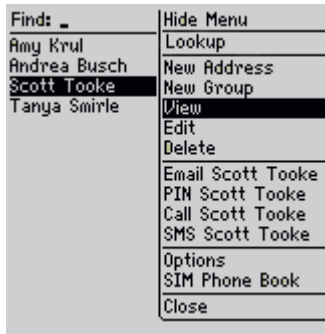 Find: _
Amy Krul
Andrea Busch
Scott Tooke
Tanya Smirle
Hide Menu
Lookup
New Address
New Group
View
Edit
Delete
Email Scott Tooke
PIN Scott Tooke
Call Scott Tooke
SMS Scott Tooke
Options
SIM Phone Book
Close